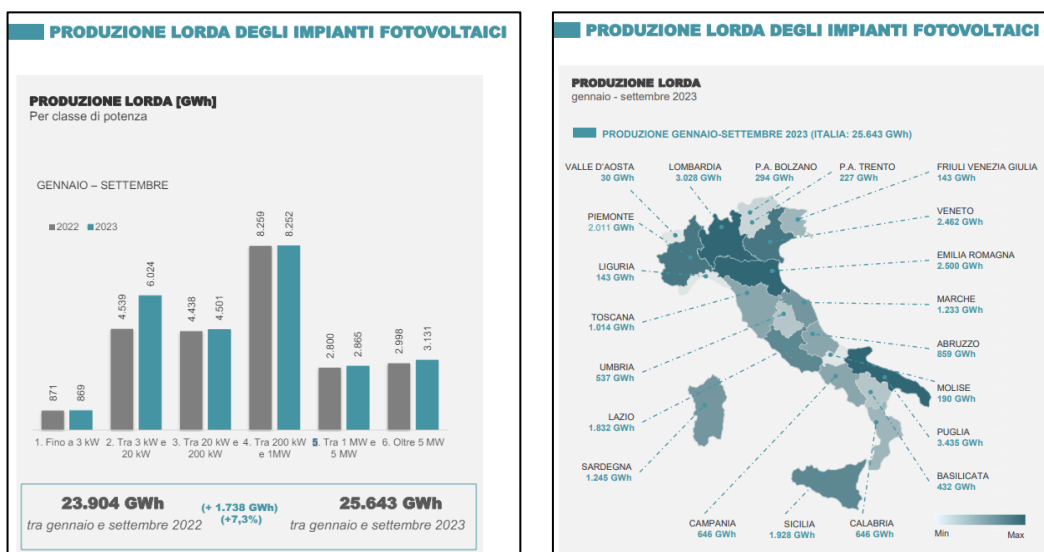 PRODUZIONE LORDA DEGLI IMPIANTI FOTOVOLTAICI
PRODUZIONE LORDA [GWh]
Per classe di potenza
GENNAIO – SETTEMBRE
2022 2023
871
869
4.539
6.024
4.438
4.501
8.259
8.252
2.800
2.865
2.998
3.131
1. Fino a 3 kW
2. Tra 3 kW e
20 kW
3. Tra 20 kW e
200 kW
4. Tra 200 kW
e 1MW
5. Tra 1 MW e
5 MW
6. Oltre 5 MW
23.904 GWh
tra gennaio e settembre 2022
(+ 1.738 GWh)
(+7,3%)
25.643 GWh
tra gennaio e settembre 2023
PRODUZIONE LORDA DEGLI IMPIANTI FOTOVOLTAICI
PRODUZIONE LORDA
gennaio - settembre 2023
PRODUZIONE GENNAIO-SETTEMBRE 2023 (ITALIA: 25.643 GWh)
VALLE D'AOSTA
30 GWh
LOMBARDIA
3.028 GWh
P.A. BOLZANO
294 GWh
P.A. TRENTO
227 GWh
FRIULI VENEZIA GIULIA
143 GWh
PIEMONTE
2.011 GWh
VENETO
2.462 GWh
LIGURIA
143 GWh
EMILIA ROMAGNA
2.500 GWh
TOSCANA
1.014 GWh
MARCHE
1.233 GWh
UMBRIA
537 GWh
ABRUZZO
859 GWh
MOLISE
190 GWh
LAZIO
1.832 GWh
PUGLIA
3.435 GWh
SARDEGNA
1.245 GWh
BASILICATA
432 GWh
CAMPANIA
646 GWh
SICILIA
1.928 GWh
CALABRIA
646 GWh
Min Max